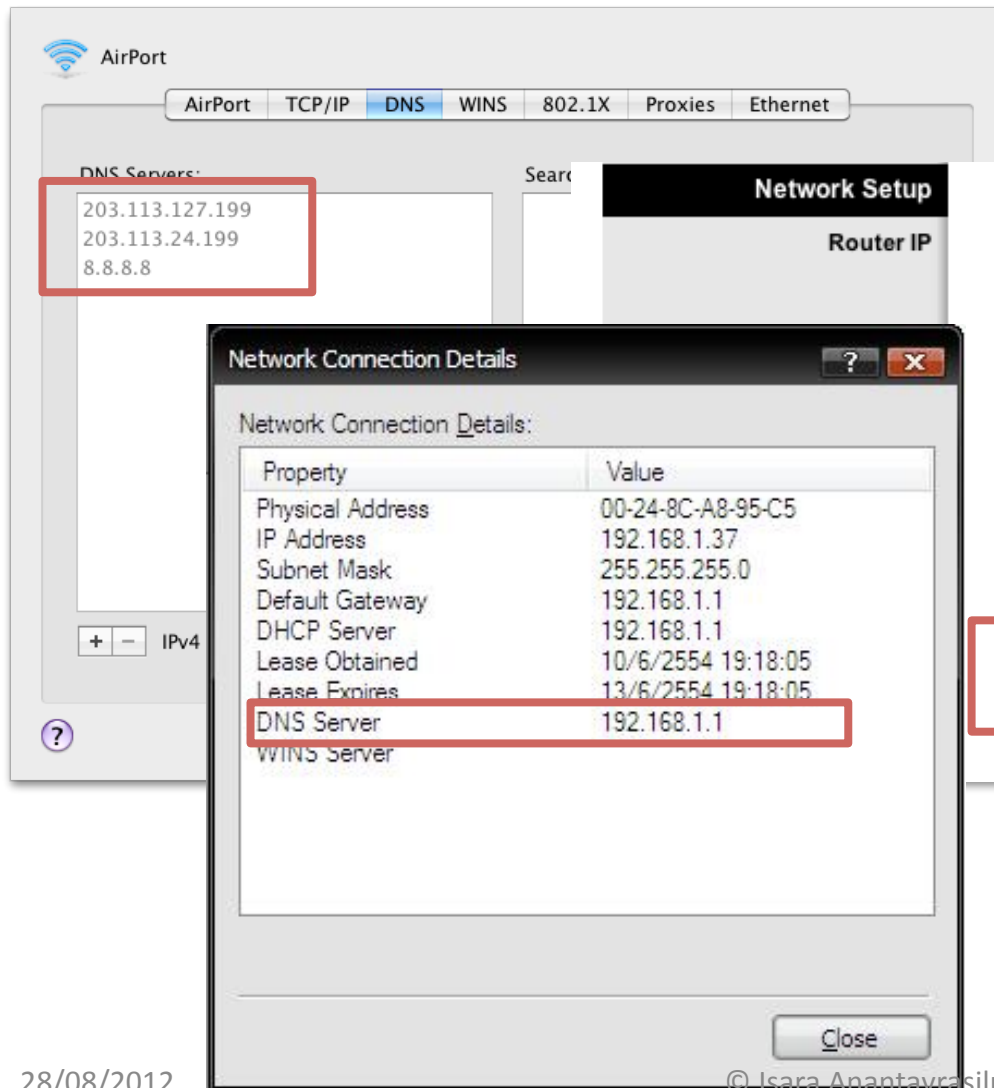 AirPort
AirPort TCP/IP DNS WINS 802.1X Proxies Ethernet
DNS Servers:
203.113.127.199
203.113.24.199
8.8.8.8
Network Setup
Router IP
Network Connection Details
Network Connection Details:
Property Value
Physical Address 00-24-8C-A8-95-C5
IP Address 192.168.1.37
Subnet Mask 255.255.255.0
Default Gateway 192.168.1.1
DHCP Server 192.168.1.1
Lease Obtained 10/6/2554 19:18:05
Lease Expires 13/6/2554 19:18:05
DNS Server 192.168.1.1
WINS Server
+ − IPv4
?
Close
28/08/2012
© Isara